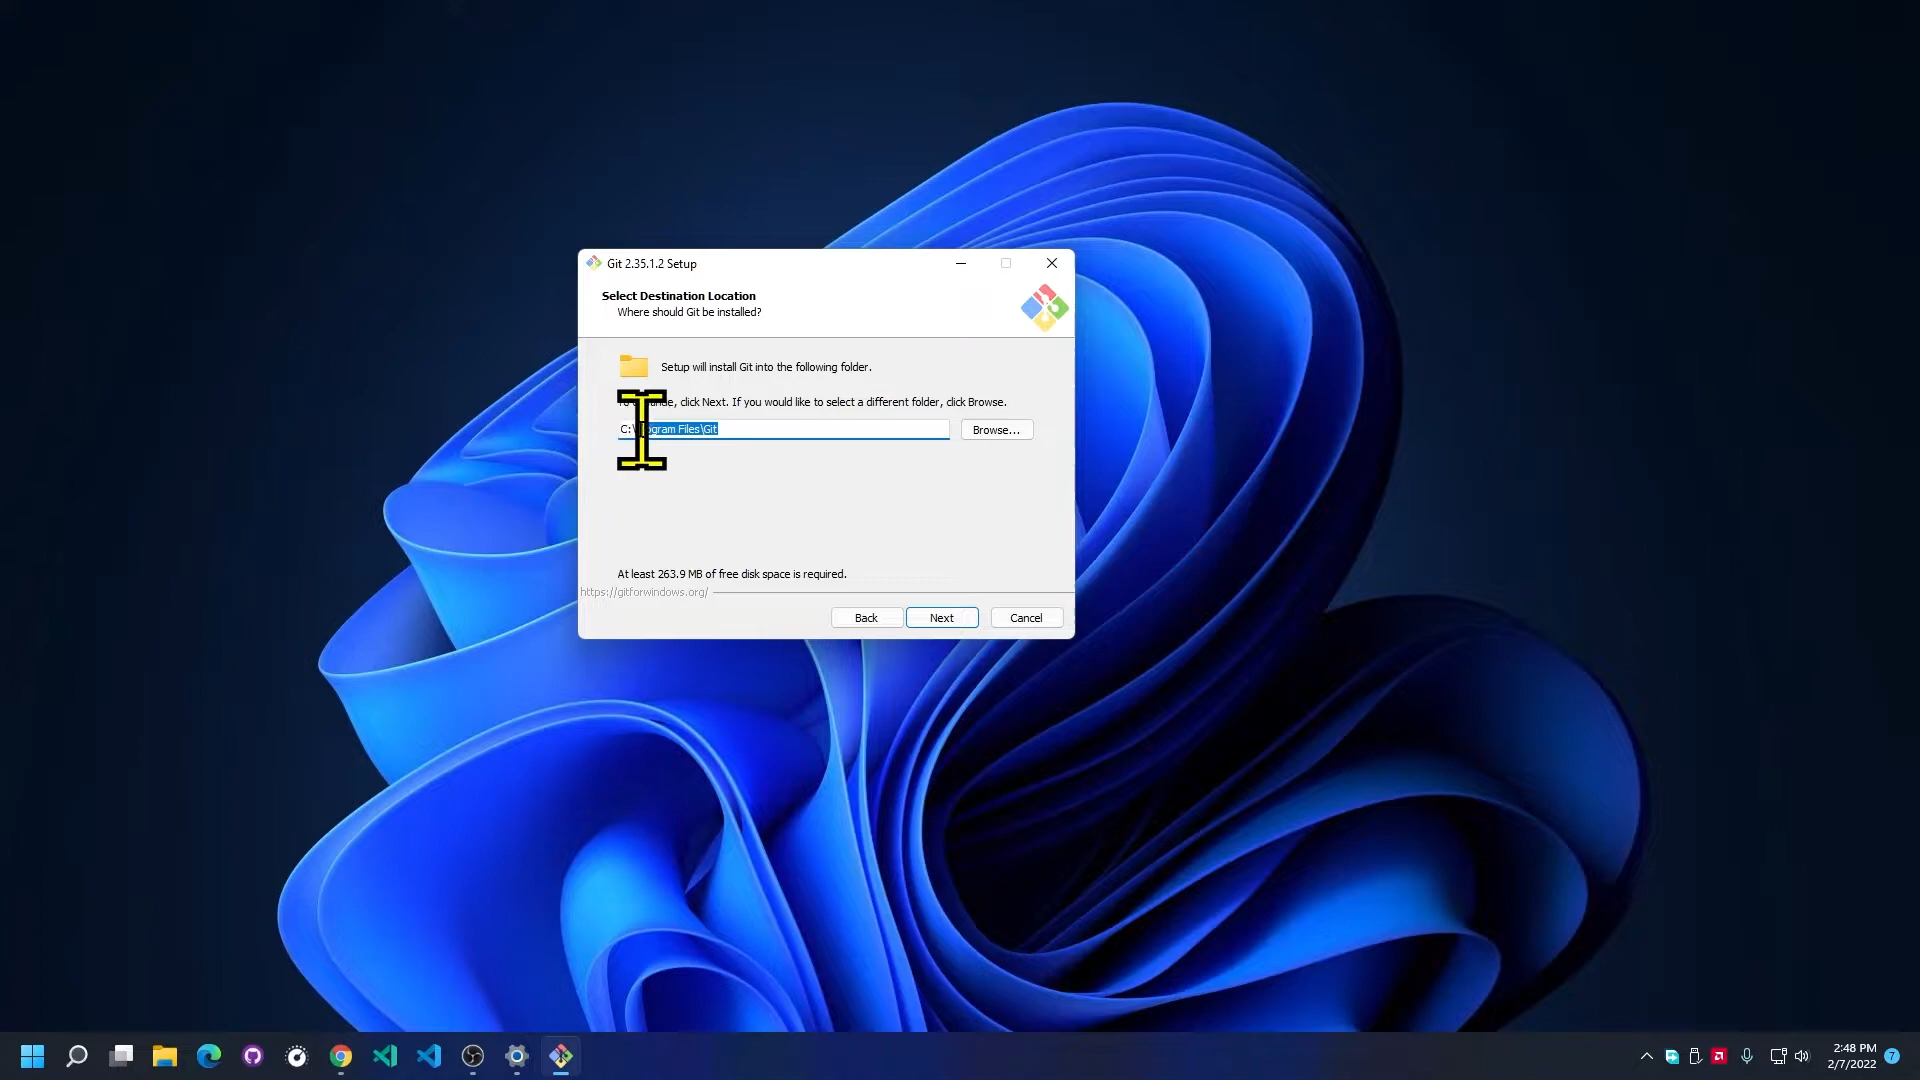 Git 2.35.1.2 Setup
Select Destination Location
Where should Git be installed?
Setup will install Git into the following folder.
click Next. If you would like to select a different folder, click Browse.
C:\ ogram Files\Git
Browse...
At least 263.9 MB of free disk space is required.
https://gitforwindows.org/
Back
Next
Cancel
2:48 PM
2/7/2022
7